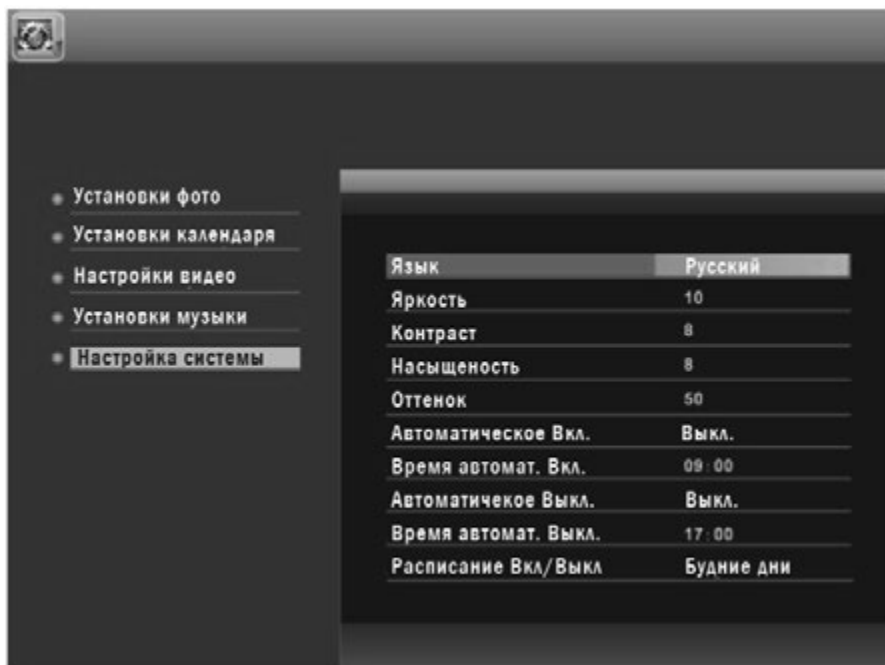 Установки фото
Установки календаря
Настройки видео
Установки музыки
Настройка системы
Язык Русский
Яркость 10
Контраст 8
Насыщеность 8
Оттенок 50
Автоматическое Вкл. Выкл.
Время автомат. Вкл. 09:00
Автоматичекое Выкл. Выкл.
Время автомат. Выкл. 17:00
Расписание Вкл/Выкл Будние дни